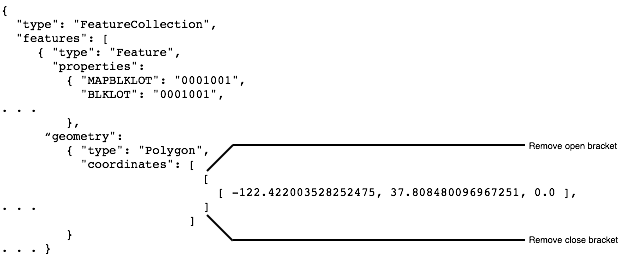 {
"type": "FeatureCollection",
"features": [
{ "type": "Feature",
"properties":
{ "MAPBLKLOT": "0001001",
"BLKLOT": "0001001",
. . .
},
“geometry":
{ "type": "Polygon",
"coordinates": [
Remove open bracket
[
[ -122.422003528252475, 37.808480096967251, 0.0 ],
. . . ]
]
} Remove close bracket
. . . }